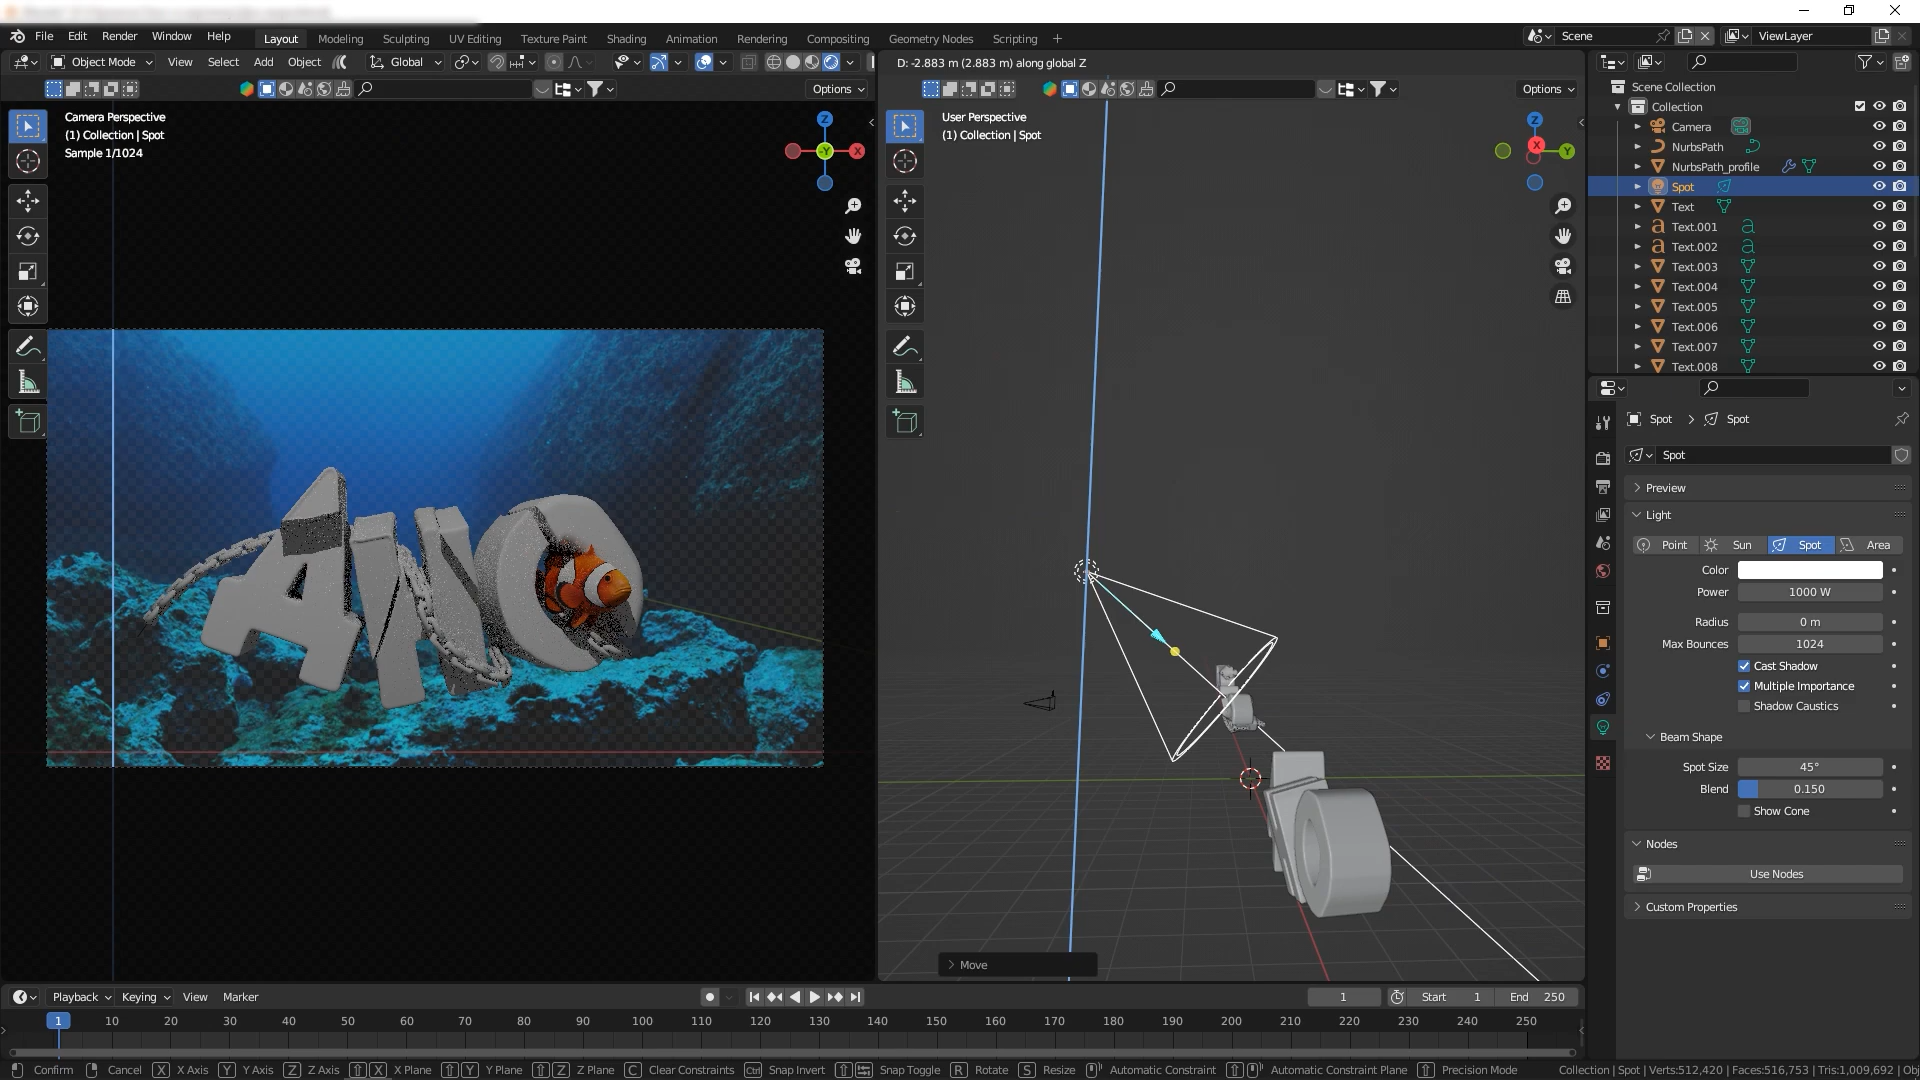 File Edit Render Window Help Layout Modeling Sculpting UV Editing Texture Paint Shading Animation Rendering Compositing Geometry Nodes Scripting + Scene ViewLayer
Object Mode View Select Add Object Global D: -2.883 m (2.883 m) along global Z
Options Options
Camera Perspective
(1) Collection | Spot
Sample 1/1024
Z
-Y
X
User Perspective
(1) Collection | Spot
Z
X
Y
Scene Collection
Collection
Camera
NurbsPath
NurbsPath_profile
Spot
Text
Text.001
Text.002
Text.003
Text.004
Text.005
Text.006
Text.007
Text.008
Spot > Spot
Spot
Preview
Light
Point Sun Spot Area
Color
Power 1000 W
Radius 0 m
Max Bounces 1024
Cast Shadow
Multiple Importance
Shadow Caustics
Beam Shape
Spot Size 45°
Blend 0.150
Show Cone
Nodes
Use Nodes
Custom Properties
Move
Playback Keying View Marker 1 Start 1 End 250
1 10 20 30 40 50 60 70 80 90 100 110 120 130 140 150 160 170 180 190 200 210 220 230 240 250
Confirm Cancel X X Axis Y Y Axis Z Z Axis X X Plane Y Y Plane Z Z Plane C Clear Constraints Ctrl Snap Invert Snap Toggle R Rotate S Resize Automatic Constraint Automatic Constraint Plane Precision Mode Collection | Spot | Verts:512,420 | Faces:516,753 | Tris:1,009,692 | Obj